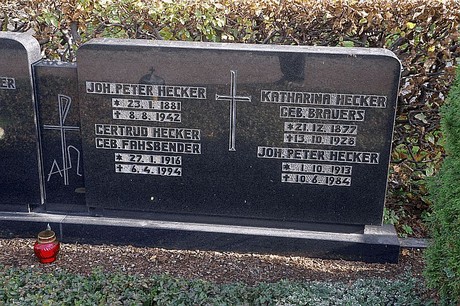 JOH. PETER HECKER
* 23. 11. 1881
+ 8. 8. 1942
GERTRUD HECKER
GEB. FAHSBENDER
* 27. 1. 1916
+ 6. 4. 1994
KATHARINA HECKER
GEB. BRAUERS
* 21. 12. 1877
+ 13. 10. 1928
JOH. PETER HECKER
* 1. 10. 1913
+ 10. 6. 1984